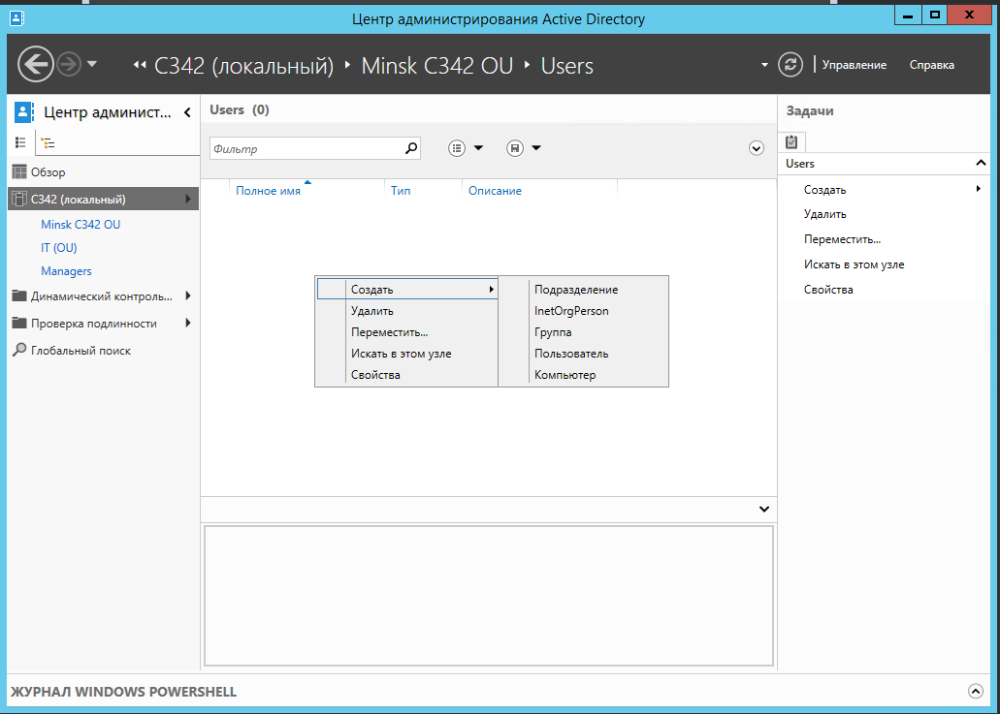 Центр администрирования Active Directory
C342 (локальный) Minsk C342 OU Users
Управление Справка
Центр админист...
Обзор
C342 (локальный)
Minsk C342 OU
IT (OU)
Managers
Динамический контроль...
Проверка подлинности
Глобальный поиск
Users (0)
Фильтр
Полное имя Тип Описание
Создать
Удалить
Переместить...
Искать в этом узле
Свойства
Подразделение
InetOrgPerson
Группа
Пользователь
Компьютер
Задачи
Users
Создать
Удалить
Переместить...
Искать в этом узле
Свойства
ЖУРНАЛ WINDOWS POWERSHELL